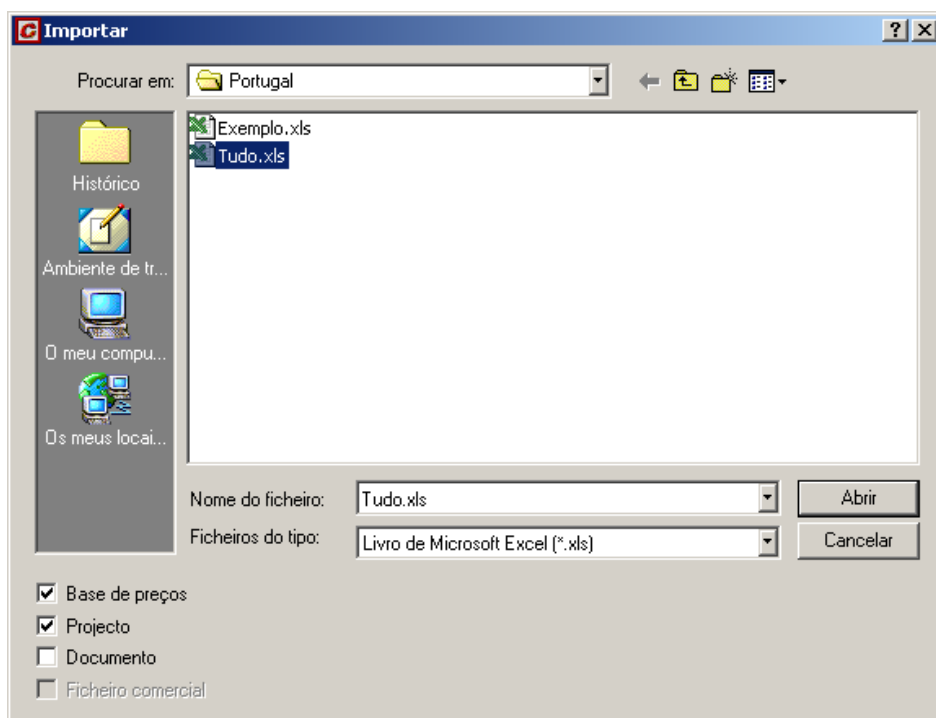 Importar
Procurar em: Portugal
Exemplo.xls
Tudo.xls
Histórico
Ambiente de tr...
O meu compu...
Os meus locai...
Nome do ficheiro: Tudo.xls Abrir
Ficheiros do tipo: Livro de Microsoft Excel (*.xls) Cancelar
Base de preços
Projecto
Documento
Ficheiro comercial